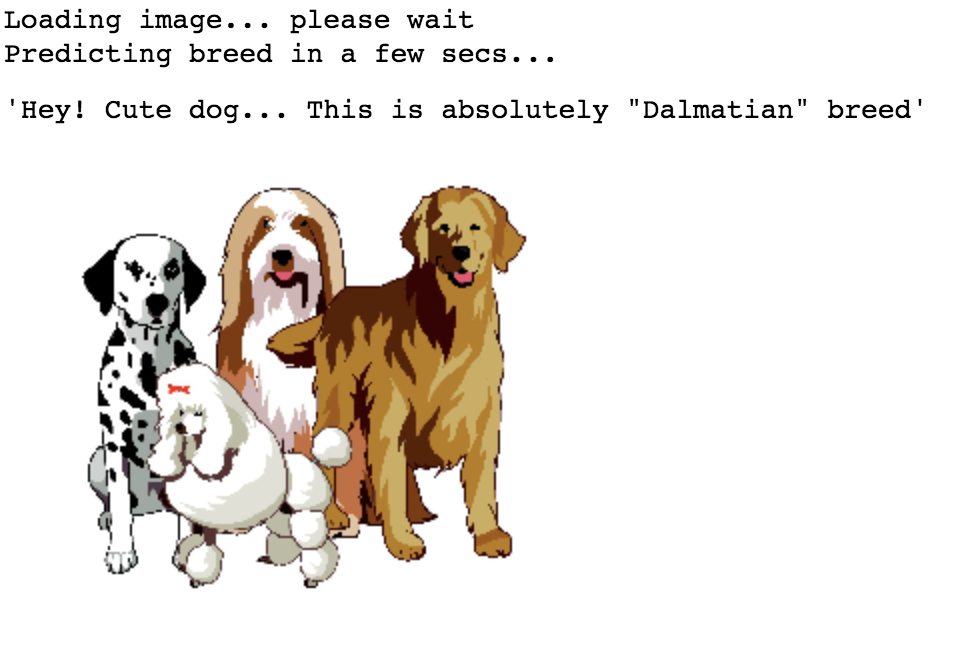 Loading image... please wait
Predicting breed in a few secs...
'Hey! Cute dog... This is absolutely "Dalmatian" breed'